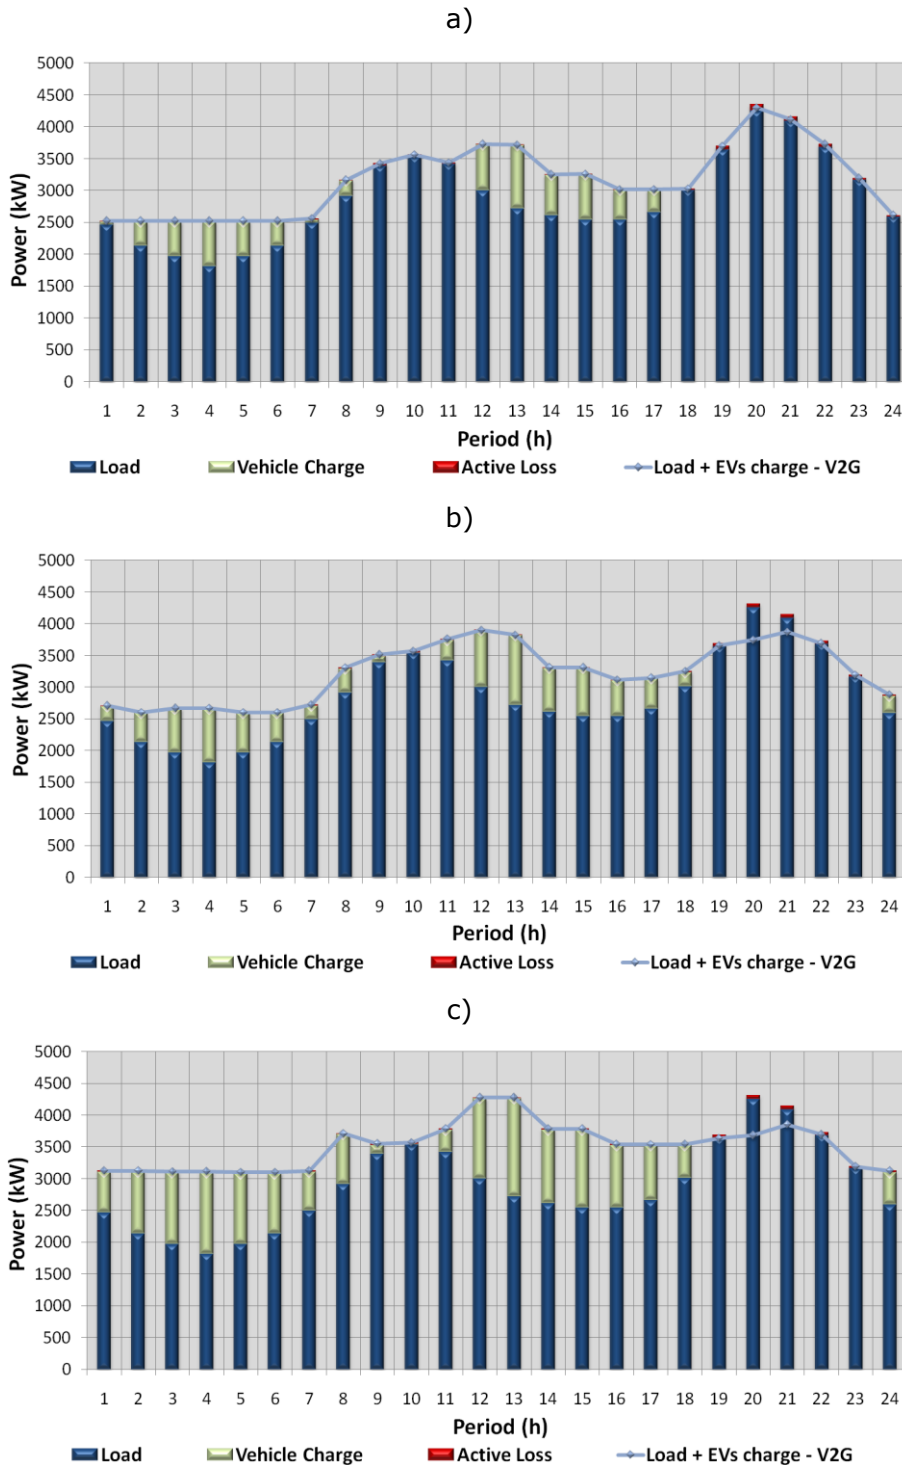 a)
5000
4500
4000
3500
3000
2500
2000
1500
1000
500
0
Power (kW)
1 2 3 4 5 6 7 8 9 10 11 12 13 14 15 16 17 18 19 20 21 22 23 24
Period (h)
Load Vehicle Charge Active Loss Load + EVs charge - V2G
b)
5000
4500
4000
3500
3000
2500
2000
1500
1000
500
0
Power (kW)
1 2 3 4 5 6 7 8 9 10 11 12 13 14 15 16 17 18 19 20 21 22 23 24
Period (h)
Load Vehicle Charge Active Loss Load + EVs charge - V2G
c)
5000
4500
4000
3500
3000
2500
2000
1500
1000
500
0
Power (kW)
1 2 3 4 5 6 7 8 9 10 11 12 13 14 15 16 17 18 19 20 21 22 23 24
Period (h)
Load Vehicle Charge Active Loss Load + EVs charge - V2G